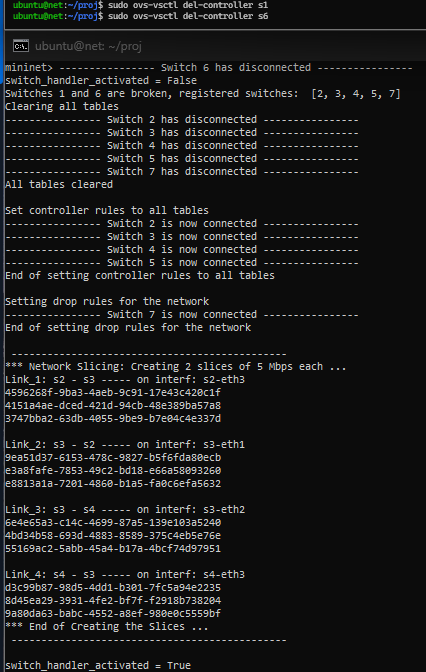 ubuntu@net:~/proj$ sudo ovs-vsctl del-controller s1
ubuntu@net:~/proj$ sudo ovs-vsctl del-controller s6
ubuntu@net: ~/proj
mininet> --------------- Switch 6 has disconnected ---------------
switch_handler_activated = False
Switches 1 and 6 are broken, registered switches:  [2, 3, 4, 5, 7]
Clearing all tables
--------------- Switch 2 has disconnected ---------------
--------------- Switch 3 has disconnected ---------------
--------------- Switch 4 has disconnected ---------------
--------------- Switch 5 has disconnected ---------------
--------------- Switch 7 has disconnected ---------------
All tables cleared
Set controller rules to all tables
--------------- Switch 2 is now connected ---------------
--------------- Switch 3 is now connected ---------------
--------------- Switch 4 is now connected ---------------
--------------- Switch 5 is now connected ---------------
End of setting controller rules to all tables
Setting drop rules for the network
--------------- Switch 7 is now connected ---------------
End of setting drop rules for the network
--------------------------------------------
*** Network Slicing: Creating 2 slices of 5 Mbps each ...
Link_1: s2 - s3 ----- on interf: s2-eth3
4596268f-9ba3-4aeb-9c91-17e43c420c1f
4151a4ae-dced-421d-94cb-48e389ba57a8
3747bba2-63db-4055-9be9-b7e04c4e337d
Link_2: s3 - s2 ----- on interf: s3-eth1
9ea51d37-6153-478c-9827-b5f6fda80ecb
e3a8fafe-7853-49c2-bd18-e66a58093260
e8813a1a-7201-4860-b1a5-fa0c6efa5632
Link_3: s3 - s4 ----- on interf: s3-eth2
6e4e65a3-c14c-4699-87a5-139e103a5240
4bd34b58-693d-4883-8589-375c4eb5e76e
55169ac2-5abb-45a4-b17a-4bcf74d97951
Link_4: s4 - s3 ----- on interf: s4-eth3
d3c99b87-98d5-4dd1-b301-7fc5a94e2235
8d45ea29-3931-4fe2-bf7f-f2918b738204
9a80da63-babc-4552-a8ef-980e0c5559bf
*** End of Creating the Slices ...
--------------------------------------------
switch_handler_activated = True